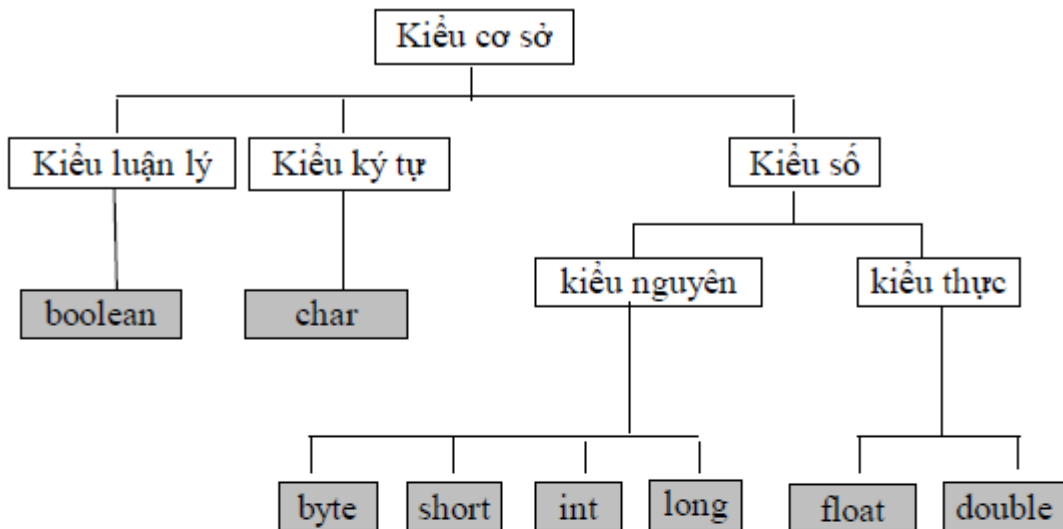 Kiểu cơ sở
Kiểu luận lý
Kiểu ký tự
Kiểu số
kiểu nguyên
kiểu thực
boolean
char
byte
short
int
long
float
double